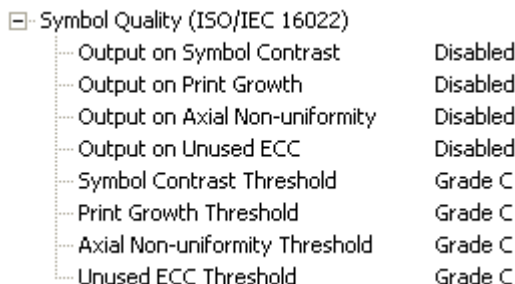 Symbol Quality (ISO/IEC 16022)
Output on Symbol Contrast Disabled
Output on Print Growth Disabled
Output on Axial Non-uniformity Disabled
Output on Unused ECC Disabled
Symbol Contrast Threshold Grade C
Print Growth Threshold Grade C
Axial Non-uniformity Threshold Grade C
Unused ECC Threshold Grade C